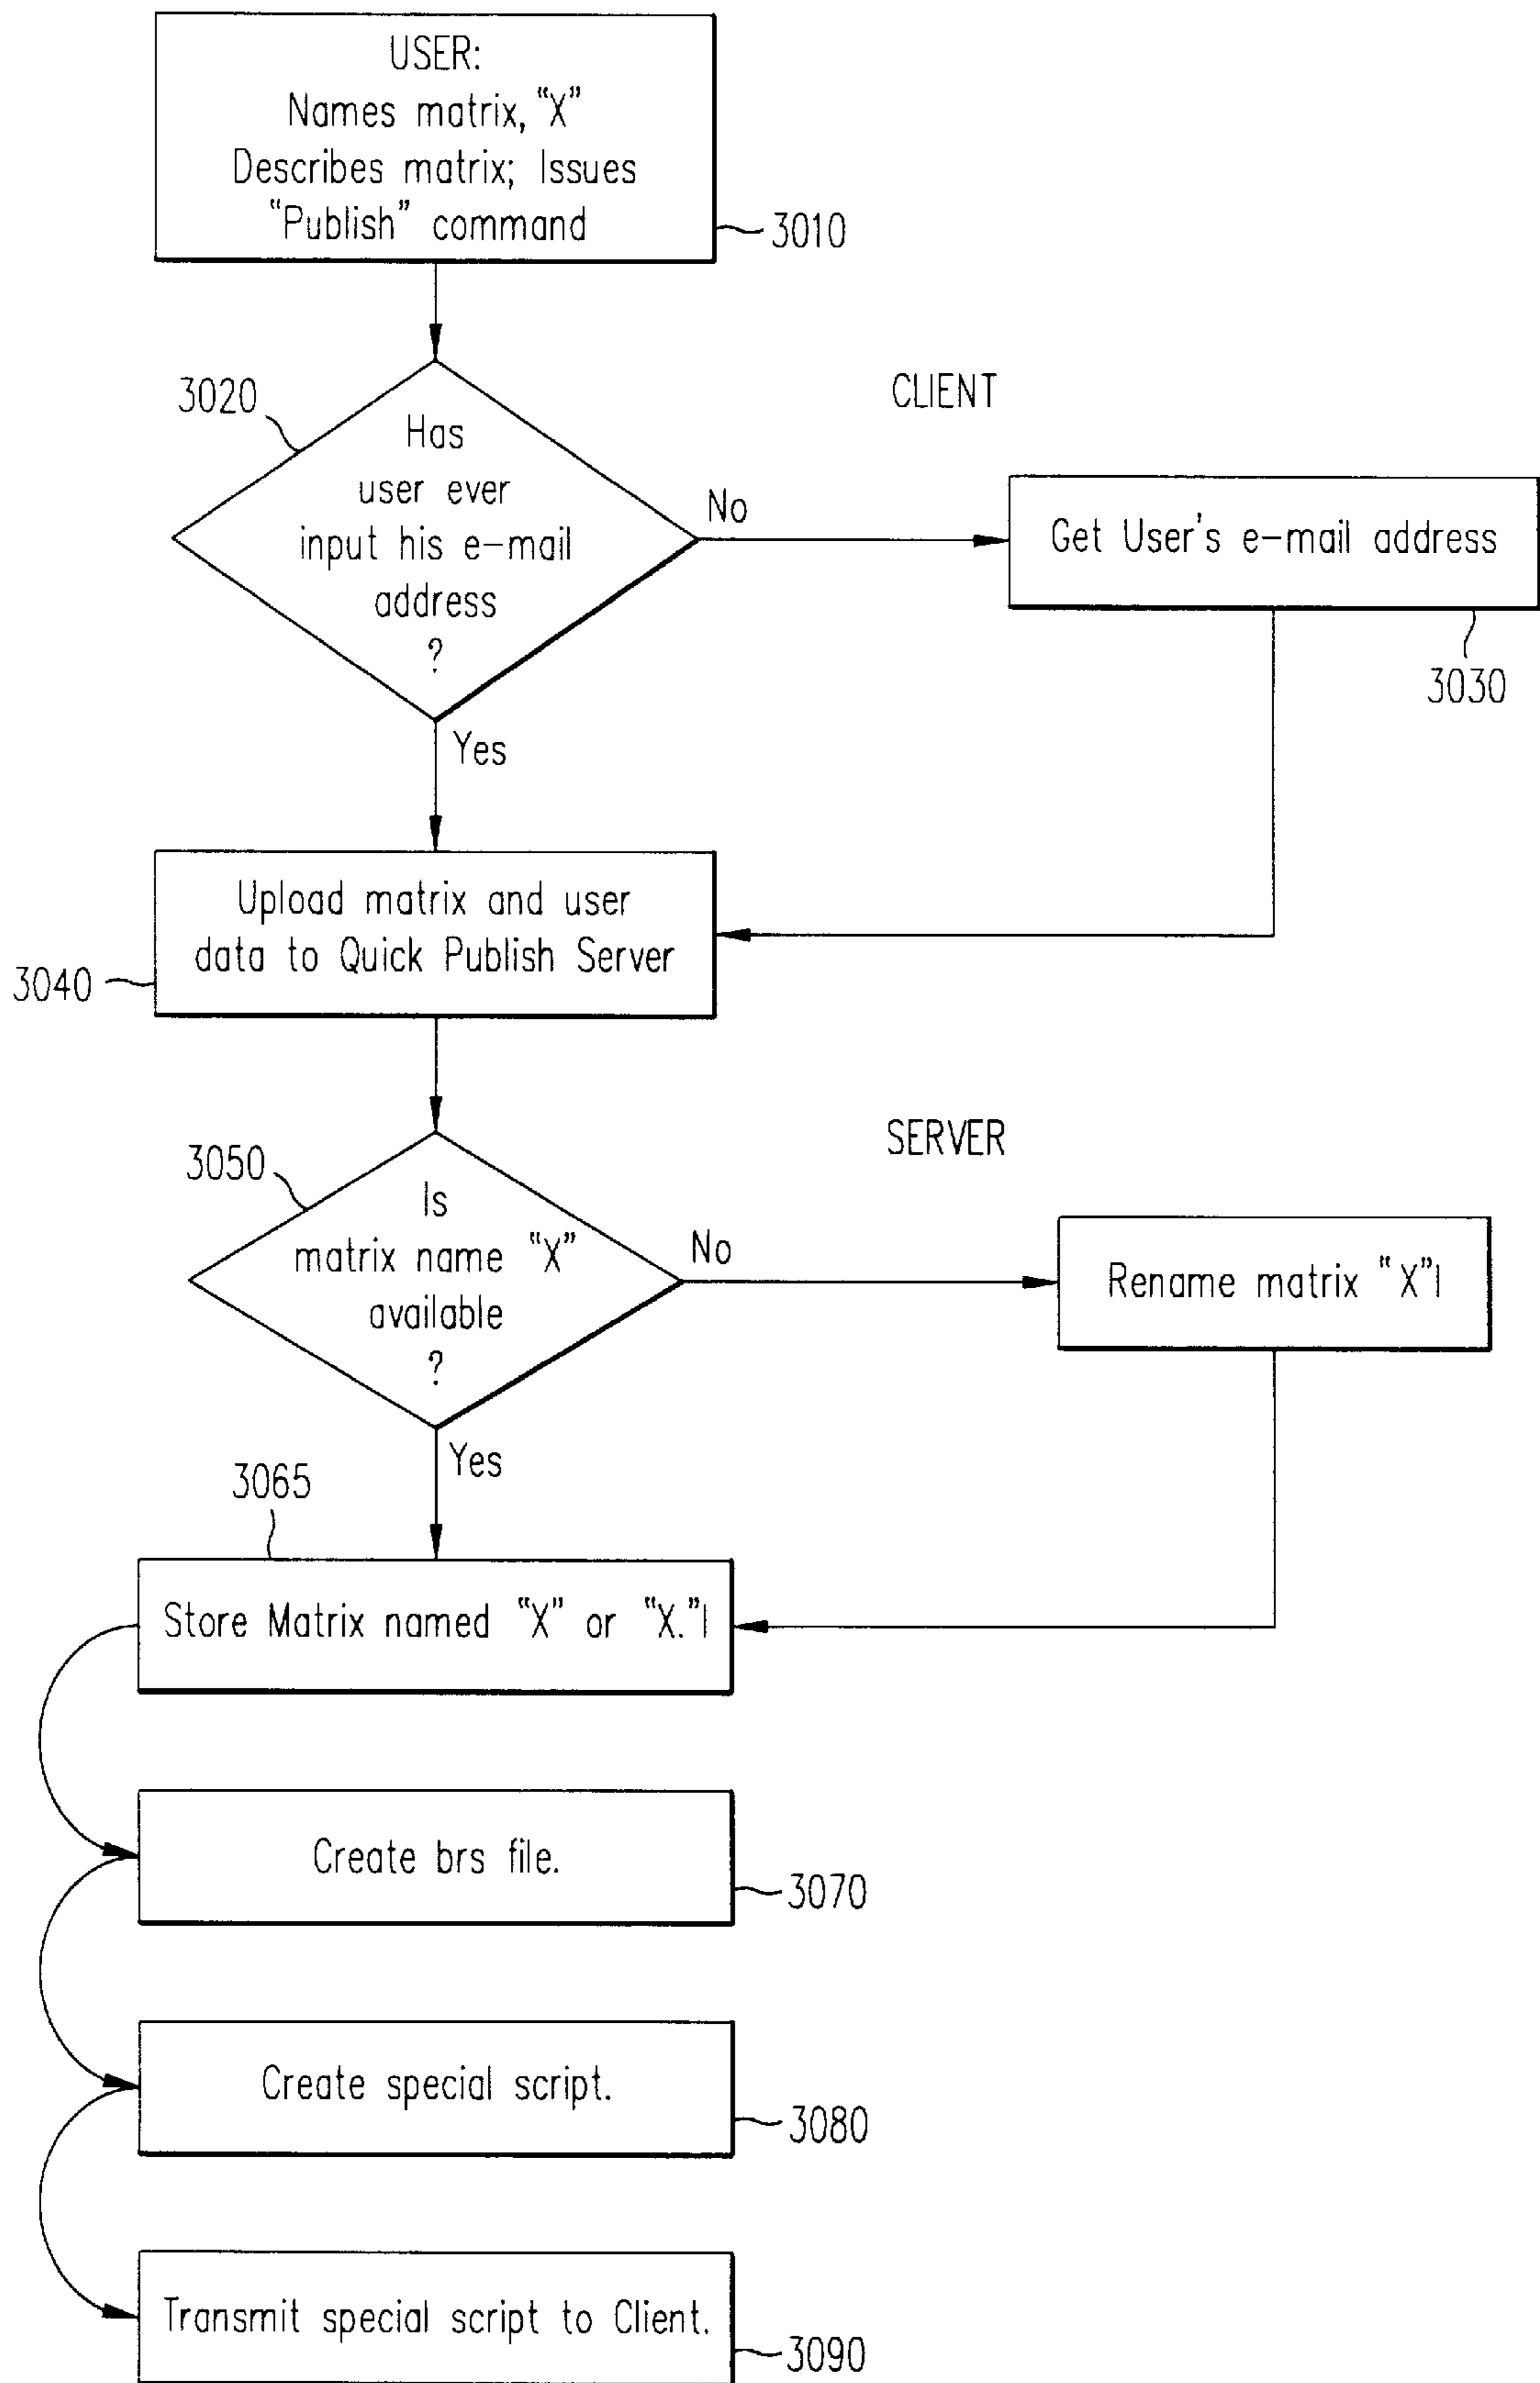 USER:
Names matrix, “X”
Describes matrix; Issues
“Publish” command
3010
3020
CLIENT
Has
user ever
input his e-mail
address
?
No
Get User's e-mail address
3030
Yes
Upload matrix and user
data to Quick Publish Server
3040
SERVER
3050
Is
matrix name “X”
available
?
No
Rename matrix “X”|
Yes
3065
Store Matrix named “X” or “X.”|
Create brs file.
3070
Create special script.
3080
Transmit special script to Client.
3090